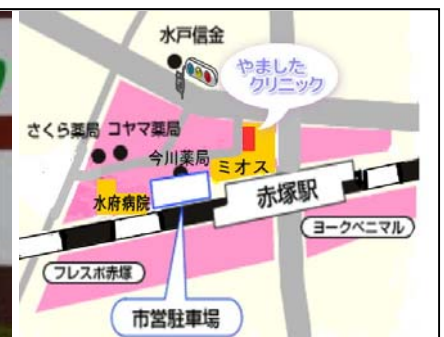 水戸信金
やました
クリニック
さくら薬局
コヤマ薬局
今川薬局
ミオス
水府病院
赤塚駅
ヨークベニマル
フレスポ赤塚
市営駐車場